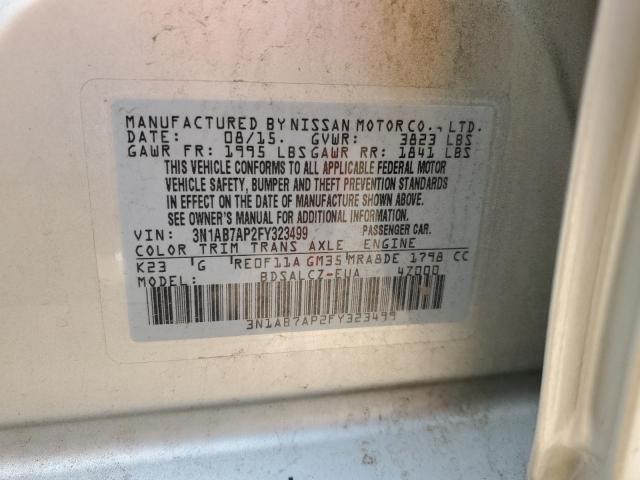 MANUFACTURED BY NISSAN MOTOR CO., LTD.
DATE: 08/15. GVWR: 3823 LBS
GAWR FR: 1995 LBS GAWR RR: 1841 LBS
THIS VEHICLE CONFORMS TO ALL APPLICABLE FEDERAL MOTOR
VEHICLE SAFETY, BUMPER AND THEFT PREVENTION STANDARDS
IN EFFECT ON THE DATE OF MANUFACTURE SHOWN ABOVE.
SEE OWNER'S MANUAL FOR ADDITIONAL INFORMATION.
VIN: 3N1AB7AP2FY323499 PASSENGER CAR.
COLOR TRIM TRANS AXLE ENGINE
K23 G RE0F11A GM35 MRA8DE 1798 CC
MODEL: BDSALCZ-EUA 4Z000
3N1AB7AP2FY323499